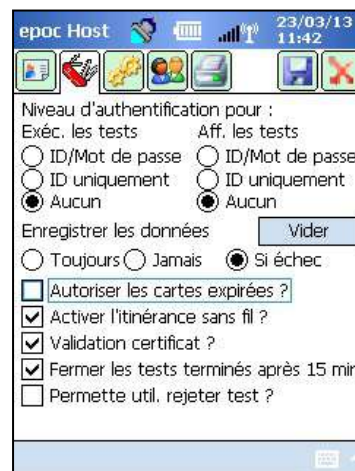 epoc Host 23/03/13
11:42
Niveau d'authentification pour :
Exéc. les tests Aff. les tests
ID/Mot de passe ID/Mot de passe
ID uniquement ID uniquement
Aucun Aucun
Enregistrer les données Vider
Toujours Jamais Si échec
Autoriser les cartes expirées ?
Activer l'itinérance sans fil ?
Validation certificat ?
Fermer les tests terminés après 15 min
Permette util. rejeter test ?